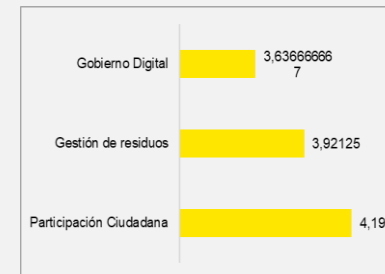 Gobierno Digital
3,63666666
7
Gestión de residuos
3,92125
Participación Ciudadana
4,19